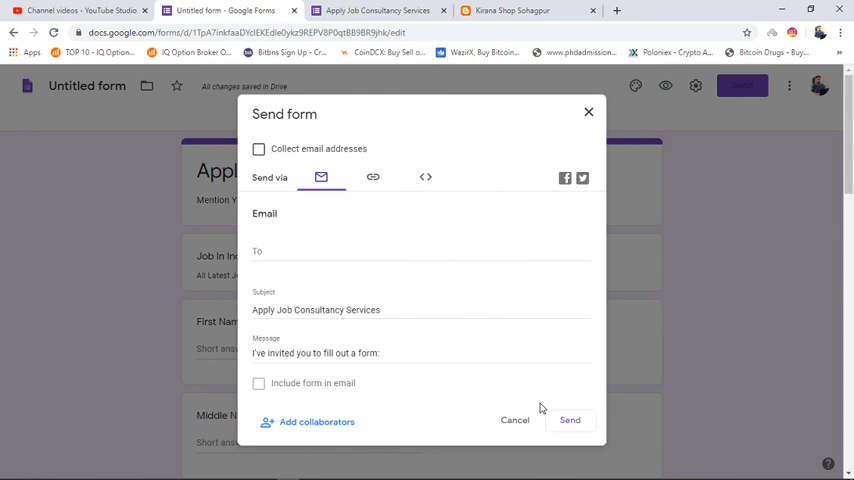 Channel videos - YouTube Studio
Untitled form - Google Forms
Apply Job Consultancy Services
Kirana Shop Sohagpur
docs.google.com/forms/d/1TpA7inkfaaDYclEKEdle0ykz9REPV8P0qtBB9BR9jhk/edit
Apps
TOP 10 - IQ Option...
IQ Option Broker O...
Bitbns Sign Up - Cr...
CoinDCX: Buy Sell o...
WazirX, Buy Bitcoin...
www.phdadmission...
Poloniex - Crypto A...
Bitcoin Drugs - Buy...
Untitled form
All changes saved in Drive
Send
Send form
Collect email addresses
Send via
Email
To
Subject
Apply Job Consultancy Services
Message
I've invited you to fill out a form:
Include form in email
Add collaborators
Cancel
Send
Apply
Mention Y
Job In In
All Latest J
First Nam
Short answ
Middle N
Short answ